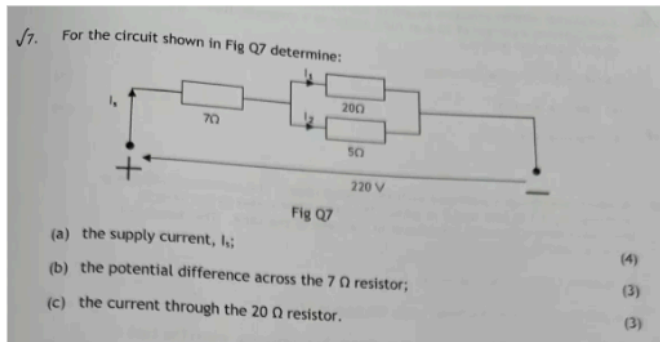 √7. For the circuit shown in Fig Q7 determine:
I₁
Iₛ
20Ω
7Ω
I₂
5Ω
+
220 V
−
Fig Q7
(a) the supply current, Iₛ;
(4)
(b) the potential difference across the 7 Ω resistor;
(3)
(c) the current through the 20 Ω resistor.
(3)